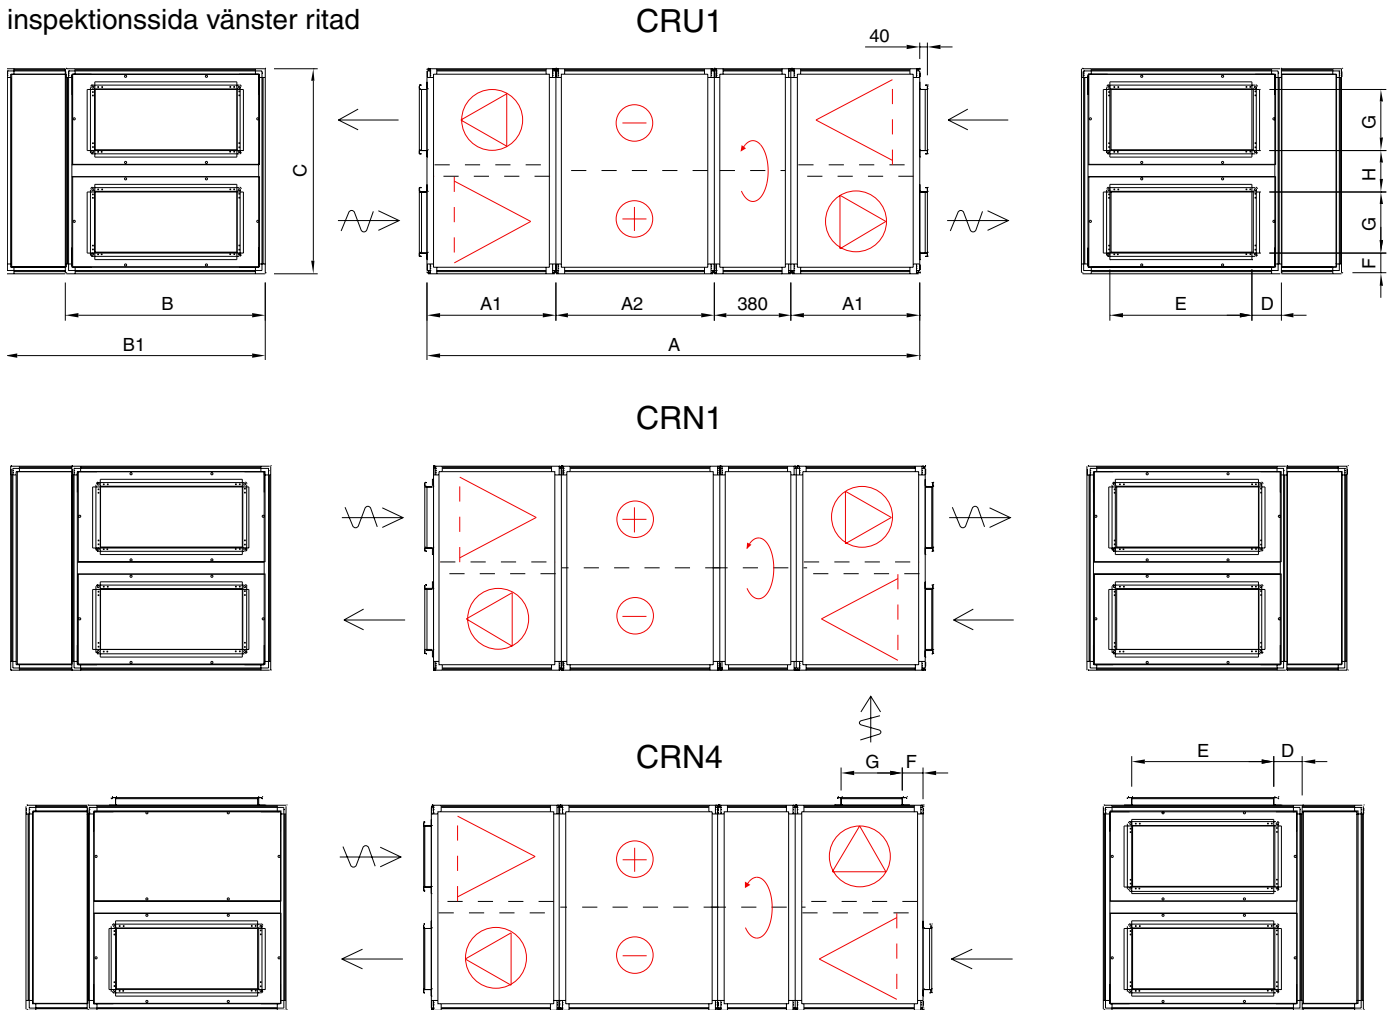 inspektionssida vänster ritad
CRU1
40
C
G
H
G
F
B
B1
A1
A2
380
A1
A
E
D
CRN1
CRN4
G
F
E
D